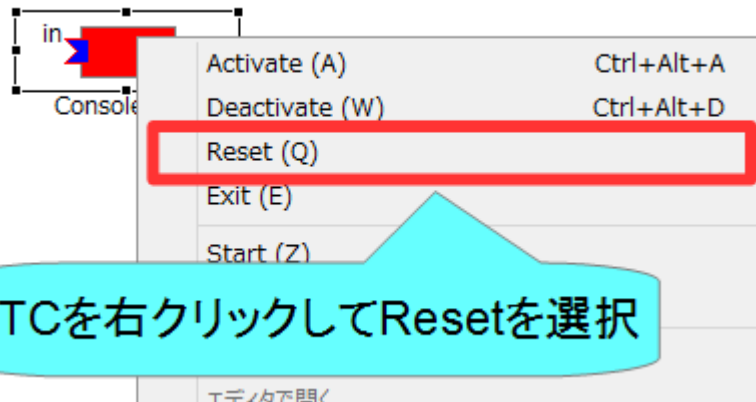 in
Activate (A) Ctrl+Alt+A
Console
Deactivate (W) Ctrl+Alt+D
Reset (Q)
Exit (E)
Start (Z)
TCを右クリックしてResetを選択
エディタで開く